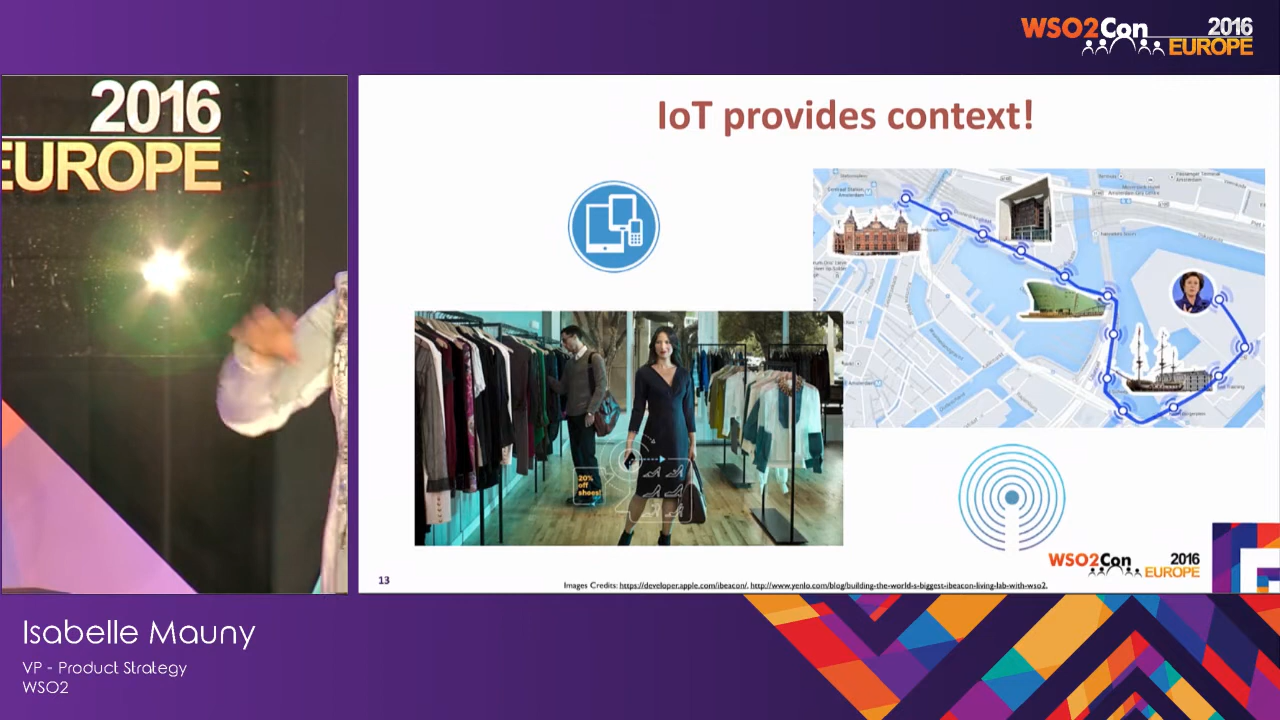 WSO2Con 2016
EUROPE
2016
EUROPE
IoT provides context!
20%
off
shoes!
13
Images Credits: https://developer.apple.com/ibeacon/, http://www.yenlo.com/blog/building-the-world-s-biggest-ibeacon-living-lab-with-wso2.
WSO2Con 2016
EUROPE
Isabelle Mauny
VP - Product Strategy
WSO2